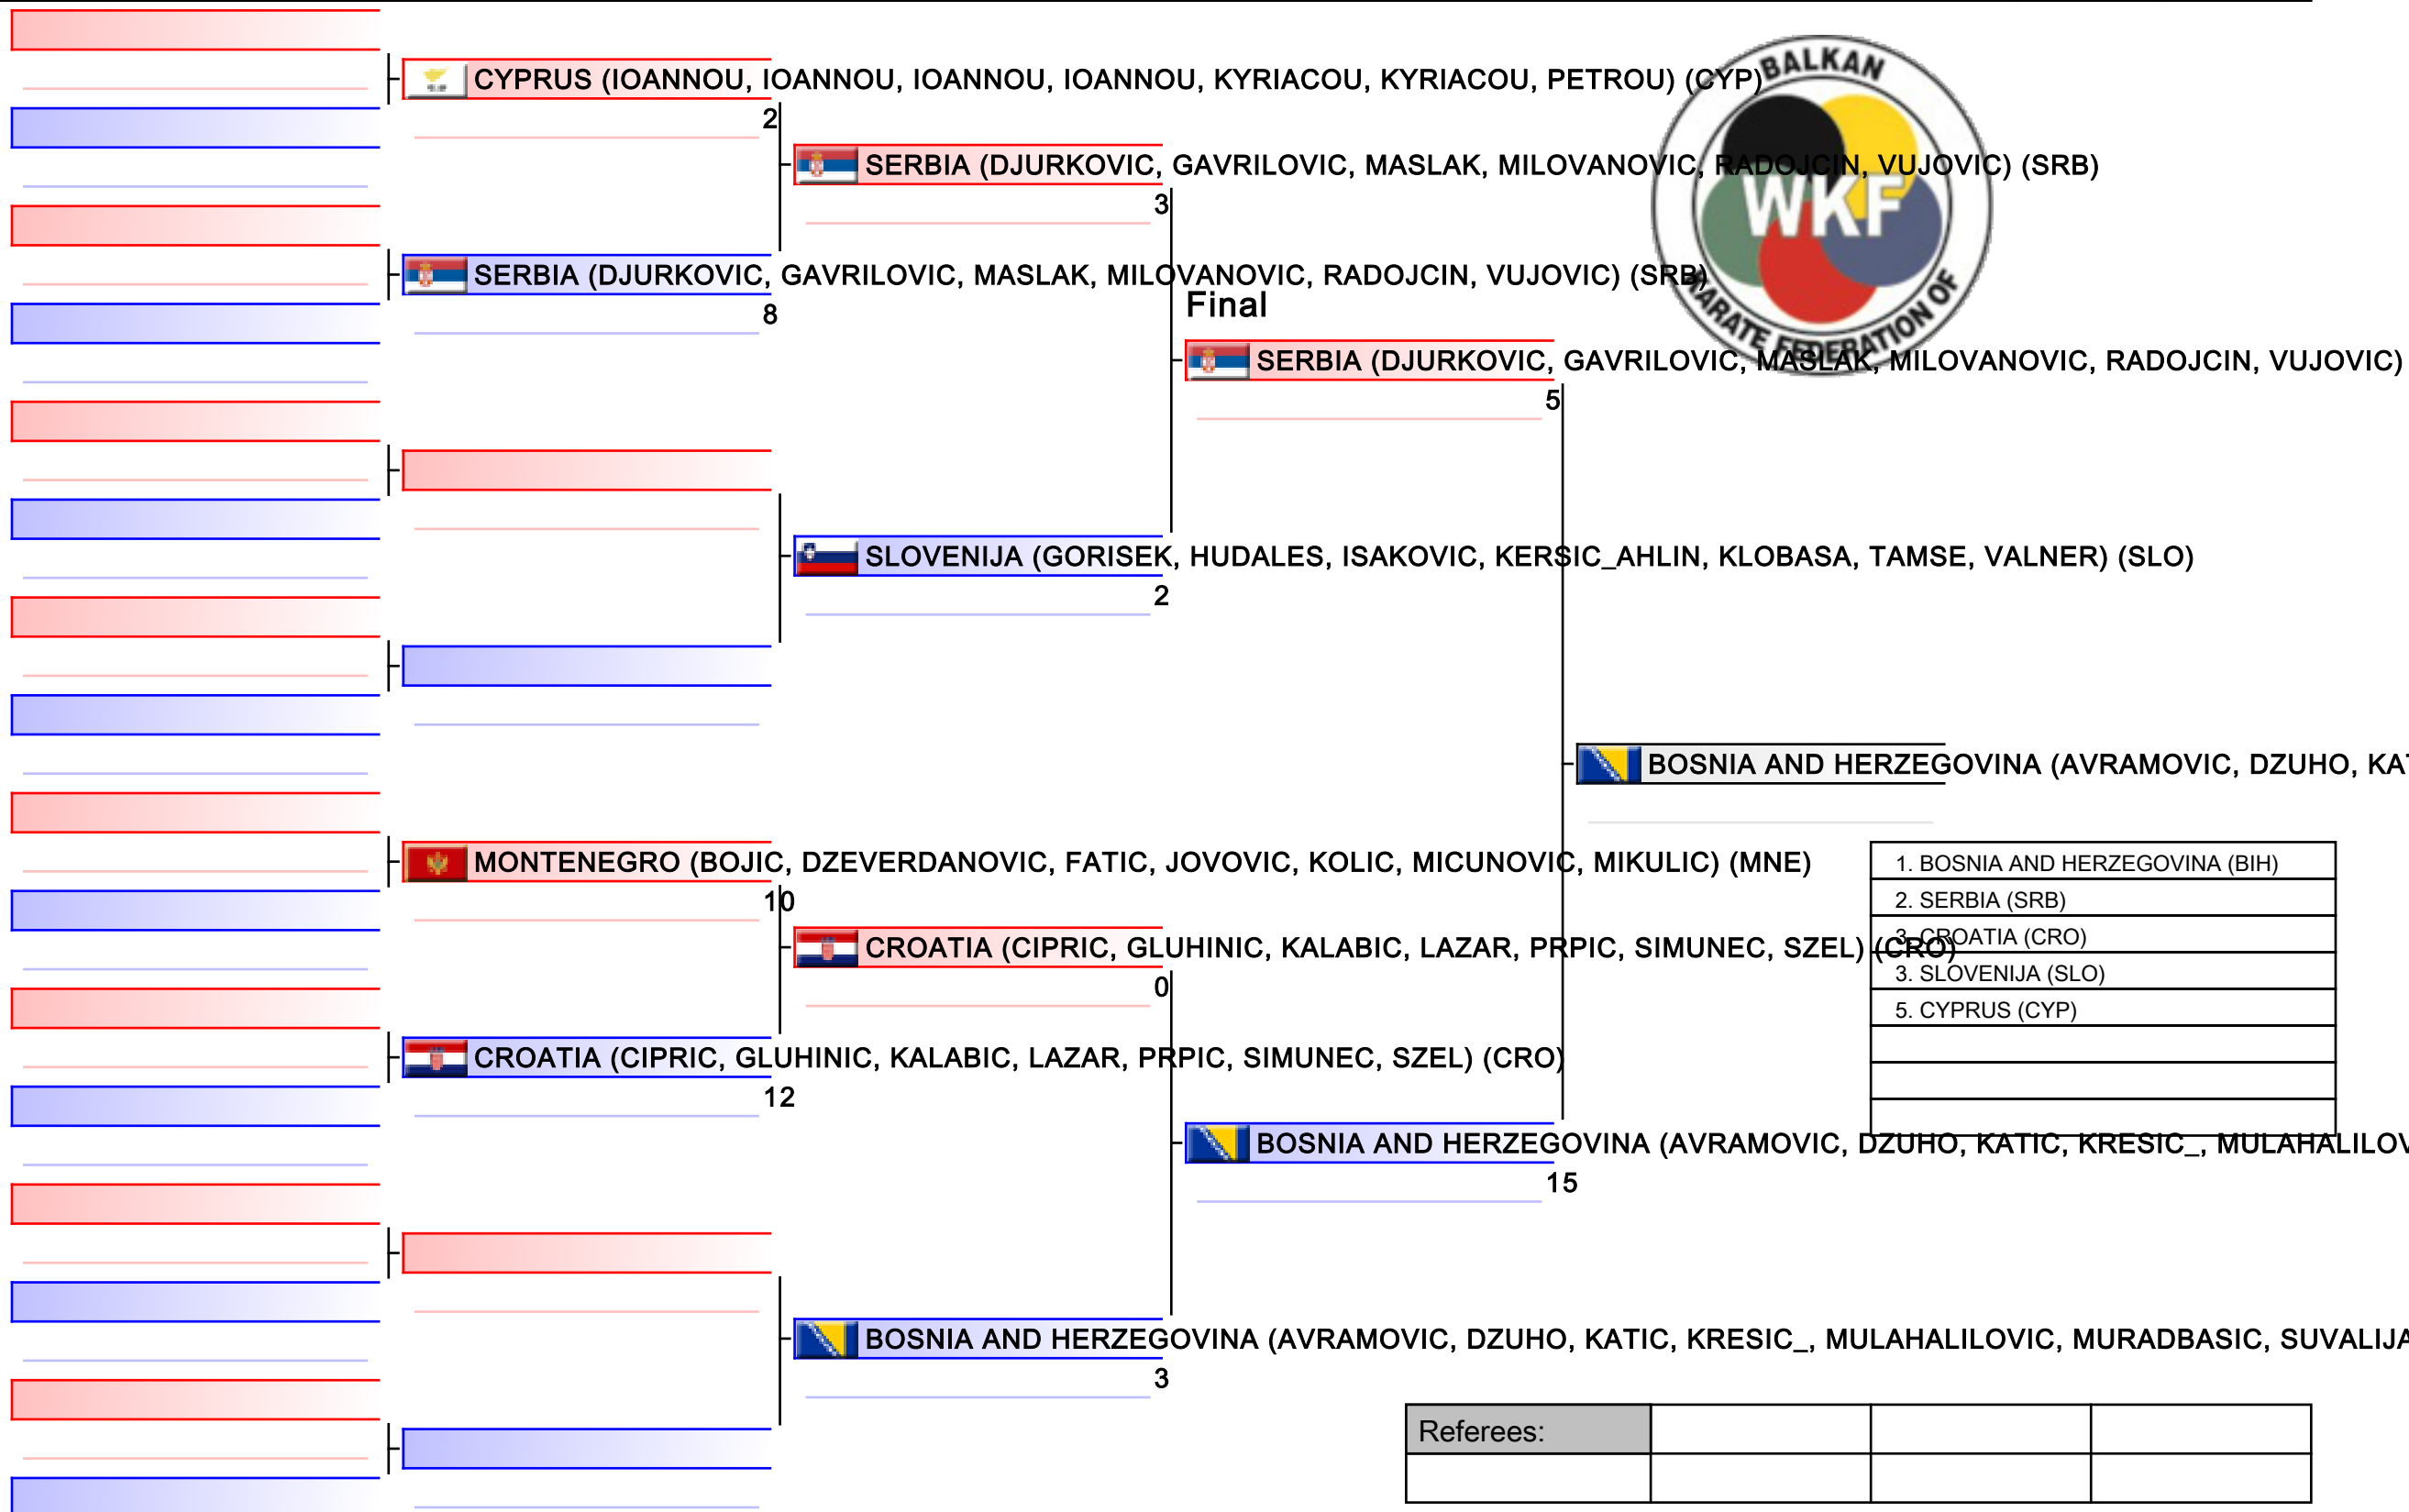 CYPRUS (IOANNOU, IOANNOU, IOANNOU, IOANNOU, KYRIACOU, KYRIACOU, PETROU) (CYP)
2
BALKAN
WKF
KARATE FEDERATION OF
SERBIA (DJURKOVIC, GAVRILOVIC, MASLAK, MILOVANOVIC, RADOJCIN, VUJOVIC) (SRB)
3
SERBIA (DJURKOVIC, GAVRILOVIC, MASLAK, MILOVANOVIC, RADOJCIN, VUJOVIC) (SRB)
8
Final
SERBIA (DJURKOVIC, GAVRILOVIC, MASLAK, MILOVANOVIC, RADOJCIN, VUJOVIC)
5
SLOVENIJA (GORISEK, HUDALES, ISAKOVIC, KERSIC_AHLIN, KLOBASA, TAMSE, VALNER) (SLO)
2
BOSNIA AND HERZEGOVINA (AVRAMOVIC, DZUHO, KAT
MONTENEGRO (BOJIC, DZEVERDANOVIC, FATIC, JOVOVIC, KOLIC, MICUNOVIC, MIKULIC) (MNE)
10
1. BOSNIA AND HERZEGOVINA (BIH)
2. SERBIA (SRB)
3. CROATIA (CRO)
3. SLOVENIJA (SLO)
5. CYPRUS (CYP)
CROATIA (CIPRIC, GLUHINIC, KALABIC, LAZAR, PRPIC, SIMUNEC, SZEL) (CRO)
0
CROATIA (CIPRIC, GLUHINIC, KALABIC, LAZAR, PRPIC, SIMUNEC, SZEL) (CRO)
12
BOSNIA AND HERZEGOVINA (AVRAMOVIC, DZUHO, KATIC, KRESIC_, MULAHALILOV
15
BOSNIA AND HERZEGOVINA (AVRAMOVIC, DZUHO, KATIC, KRESIC_, MULAHALILOVIC, MURADBASIC, SUVALIJA
3
Referees: